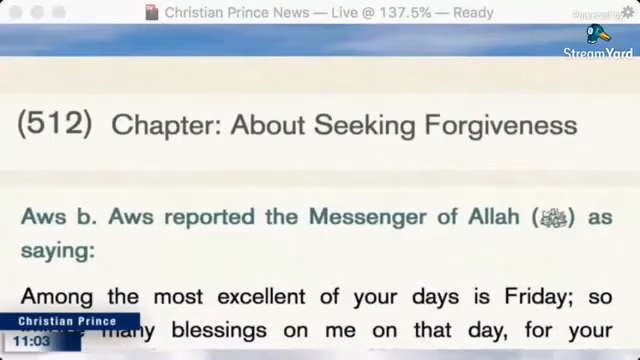 Christian Prince News — Live @ 137.5% — Ready
Powered by
StreamYard
(512) Chapter: About Seeking Forgiveness
Aws b. Aws reported the Messenger of Allah (ﷺ) as
saying:
Among the most excellent of your days is Friday; so
many blessings on me on that day, for your
Christian Prince
11:03